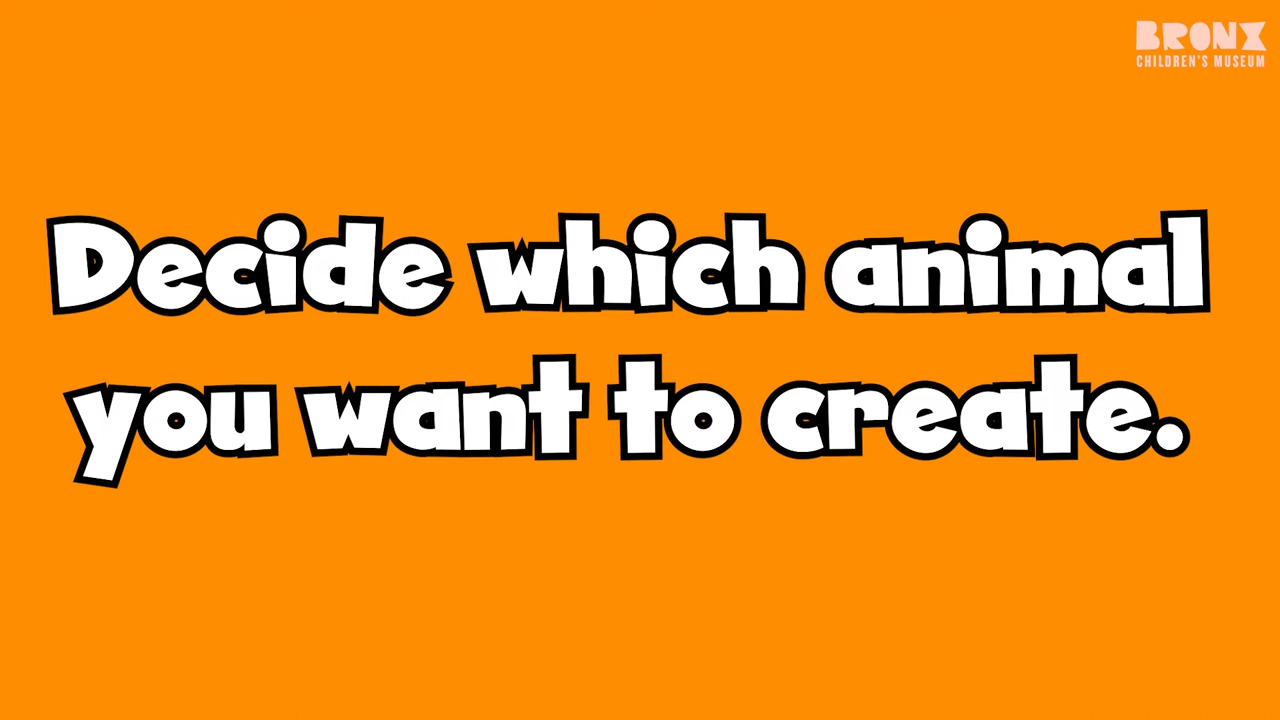 BRONX
CHILDREN'S MUSEUM
Decide which animal
you want to create.